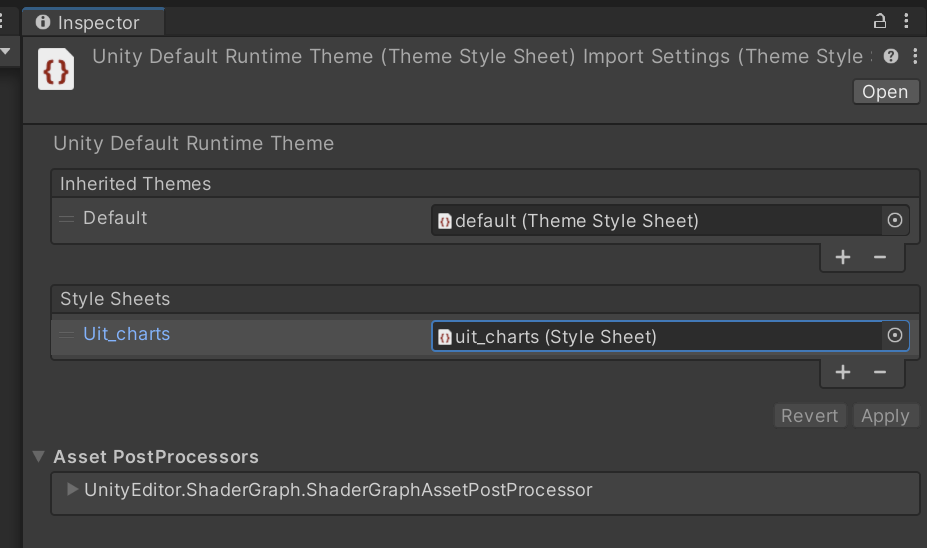 Inspector
Unity Default Runtime Theme (Theme Style Sheet) Import Settings (Theme Style
Open
Unity Default Runtime Theme
Inherited Themes
Default default (Theme Style Sheet)
Style Sheets
Uit_charts uit_charts (Style Sheet)
Revert Apply
Asset PostProcessors
UnityEditor.ShaderGraph.ShaderGraphAssetPostProcessor